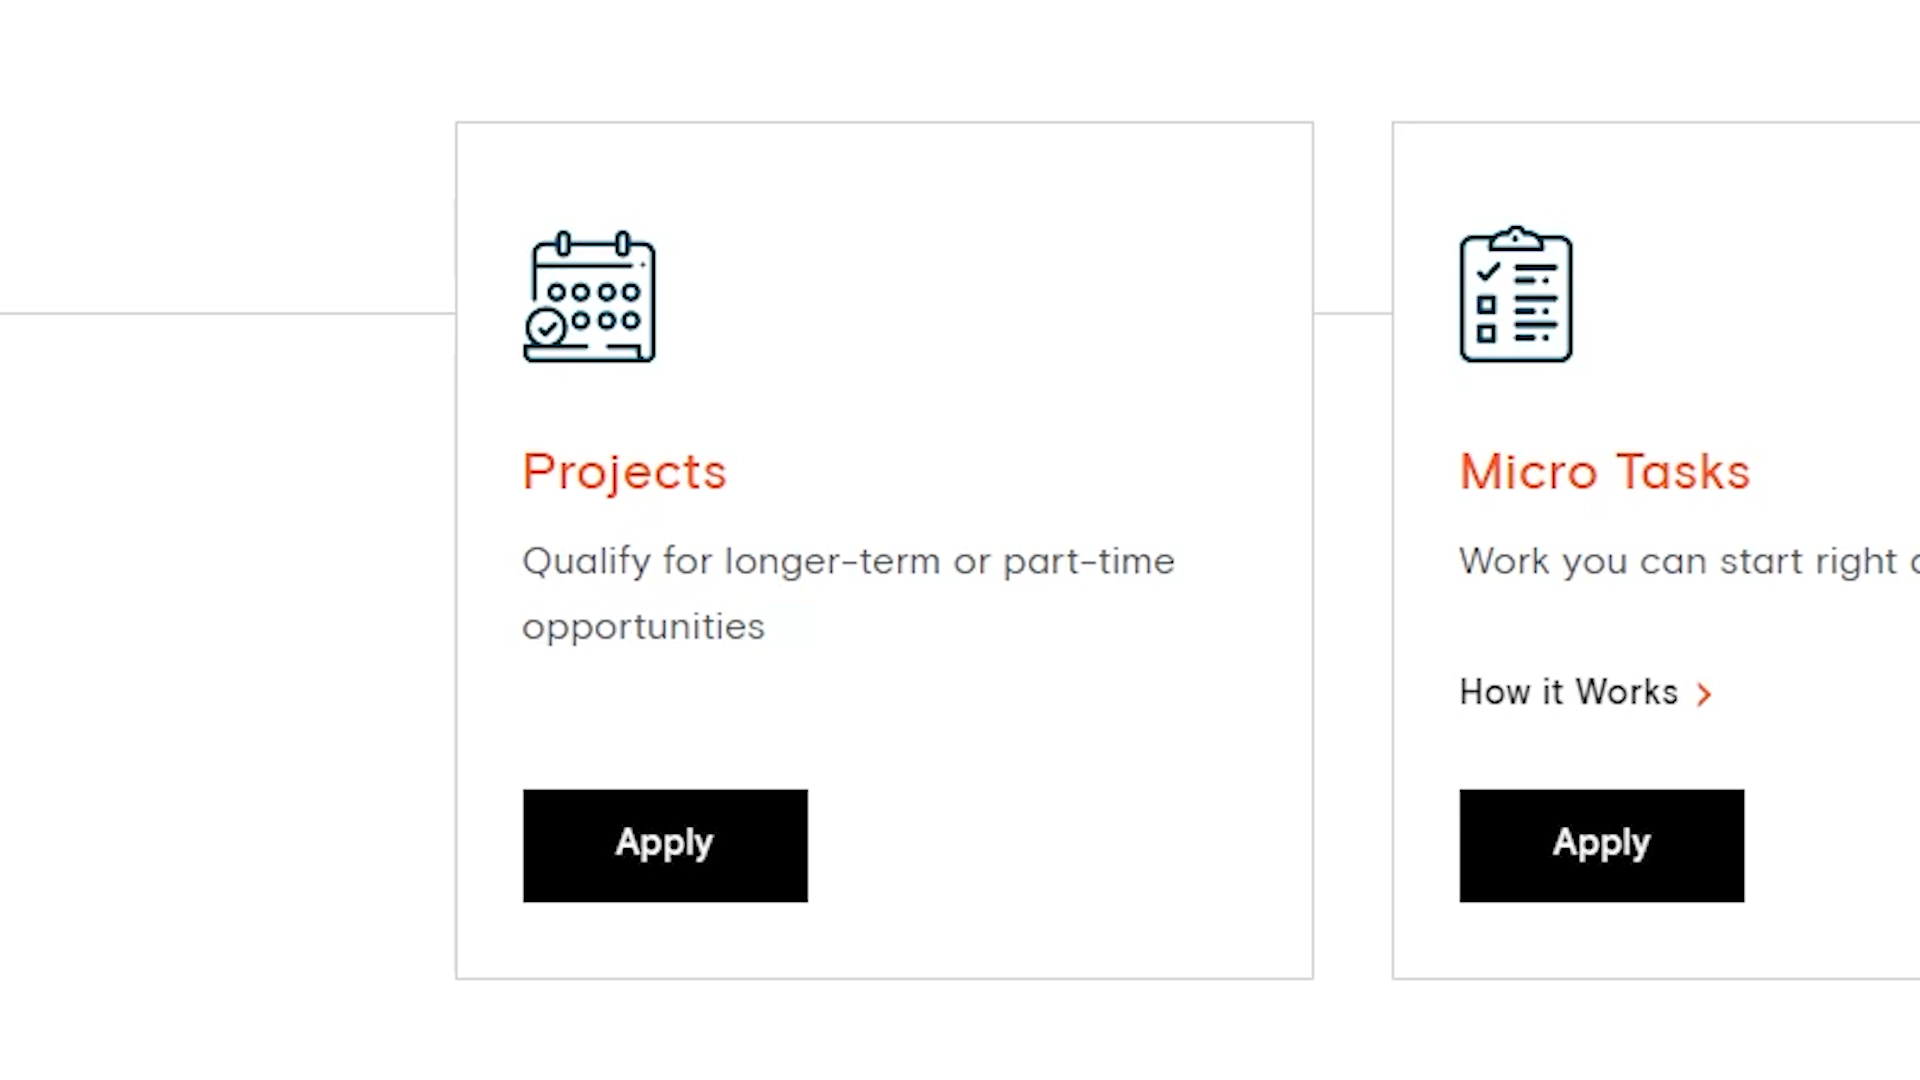 Projects
Qualify for longer-term or part-time
opportunities
Apply
Micro Tasks
Work you can start right
How it Works
Apply